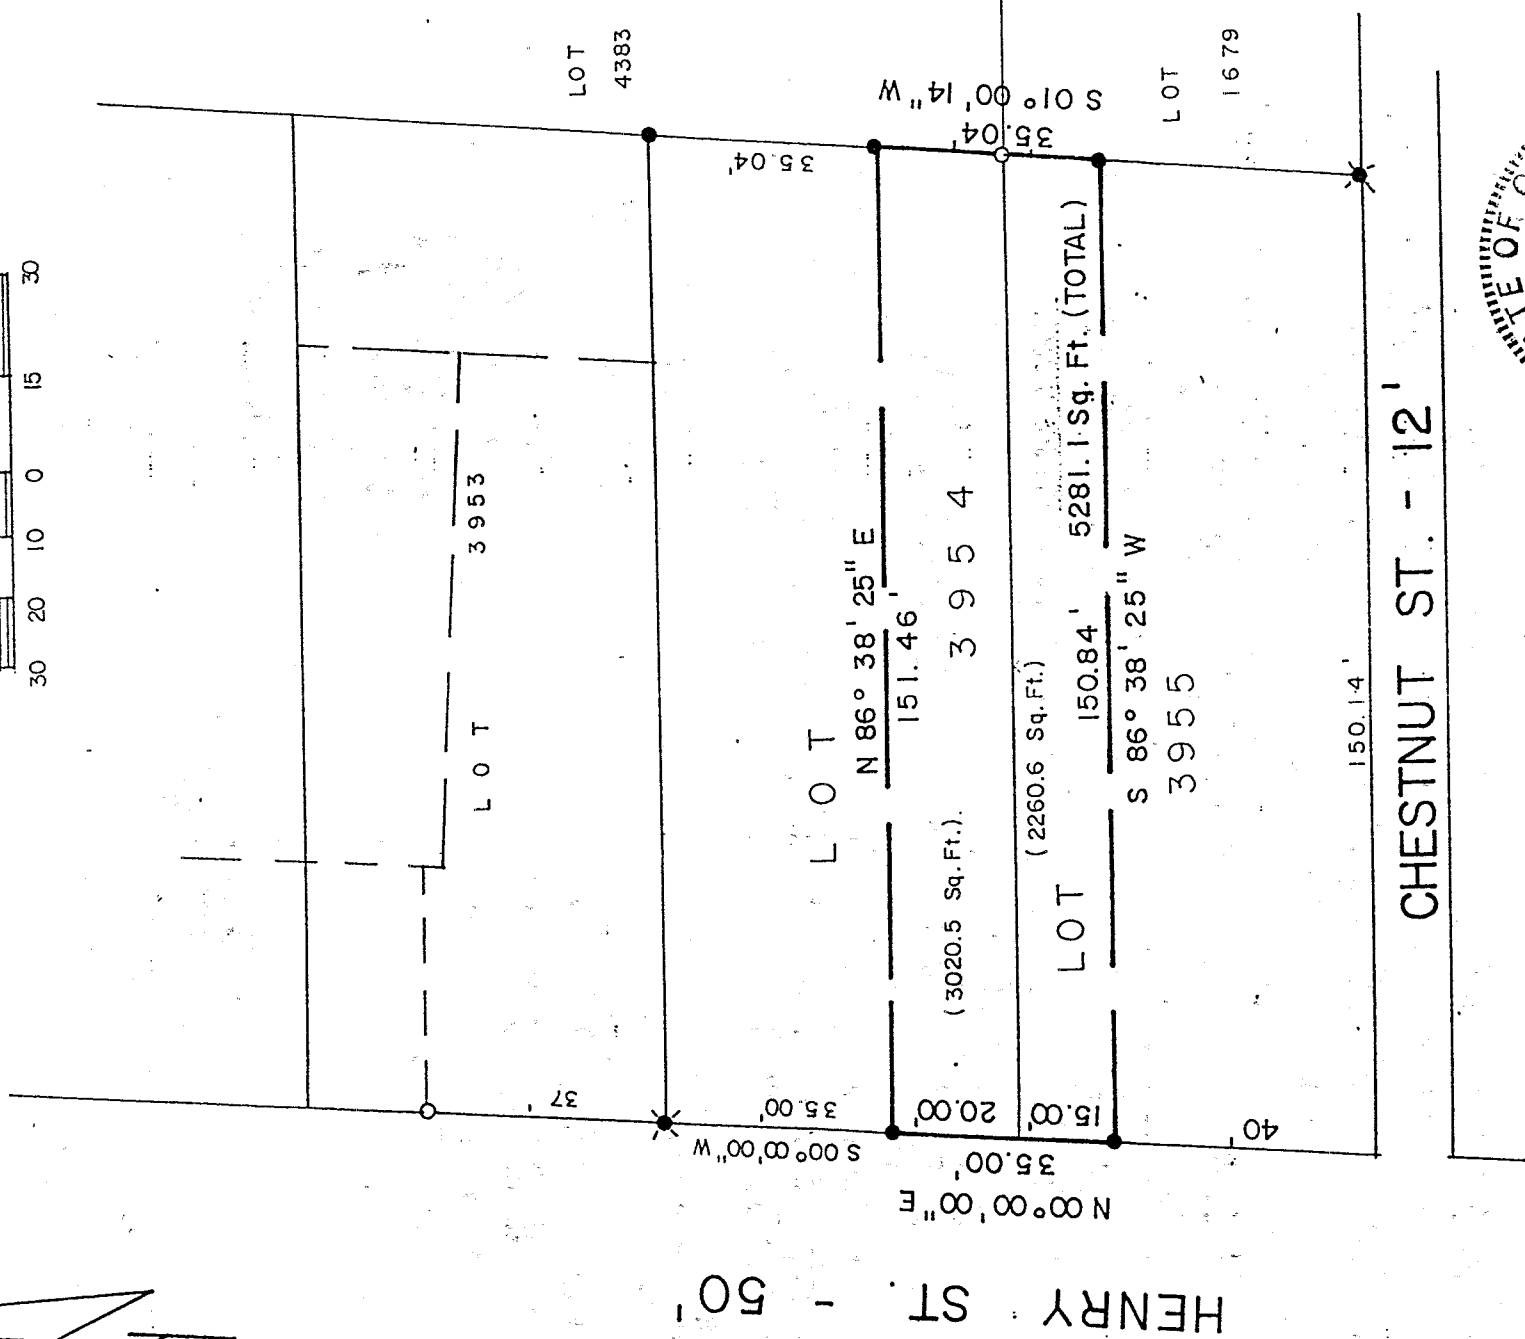 30 20 10 0 15 30
LOT
4383
S 01° 00' 14" W
35.04'
35.04'
LOT
1679
LOT 3953
LOT 3954
N 86° 38' 25" E
151.46'
(3020.5 Sq. Ft.)
(2260.6 Sq. Ft.)
5281.1 Sq. Ft. (TOTAL)
150.84'
S 86° 38' 25" W
LOT 3955
150.14'
CHESTNUT ST. - 12'
37'
35.00'
S 00° 00' 00" W
20.00'
15.00'
35.00'
N 00° 00' 00" E
40'
HENRY ST. - 50'
TE OF O